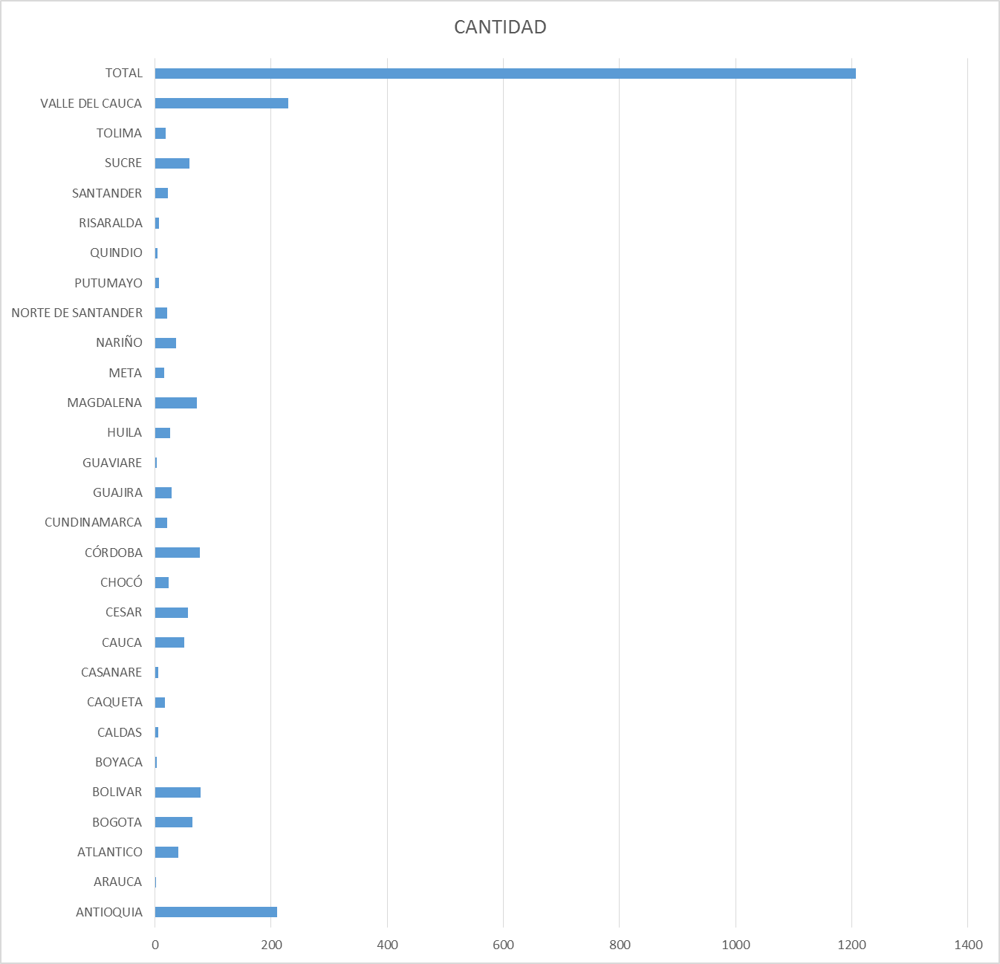 CANTIDAD
TOTAL
VALLE DEL CAUCA
TOLIMA
SUCRE
SANTANDER
RISARALDA
QUINDIO
PUTUMAYO
NORTE DE SANTANDER
NARIÑO
META
MAGDALENA
HUILA
GUAVIARE
GUAJIRA
CUNDINAMARCA
CÓRDOBA
CHOCÓ
CESAR
CAUCA
CASANARE
CAQUETA
CALDAS
BOYACA
BOLIVAR
BOGOTA
ATLANTICO
ARAUCA
ANTIOQUIA
0 200 400 600 800 1000 1200 1400